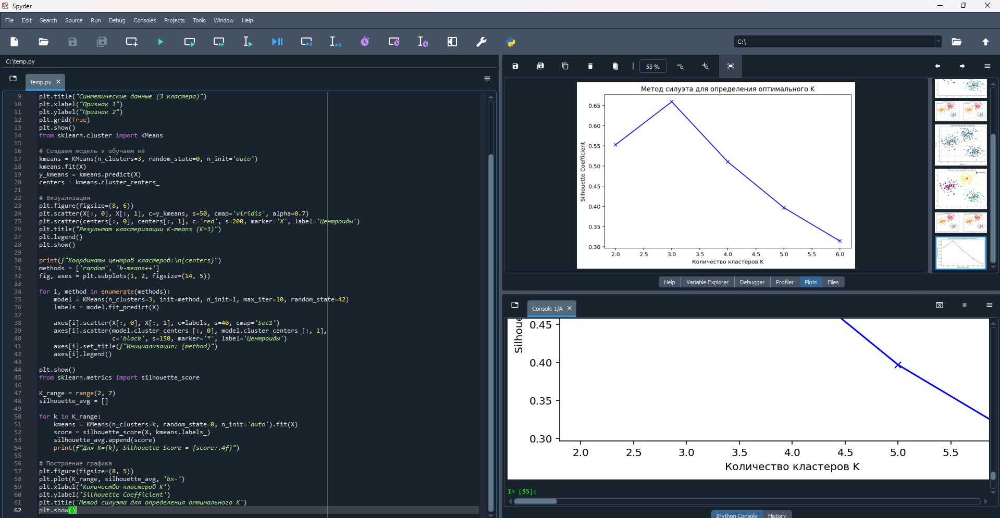 Spyder
File Edit Search Source Run Debug Consoles Projects Tools Window Help
C:\
C:\temp.py
temp.py
9 plt.title("Синтетические данные (3 кластера)")
10 plt.xlabel("Признак 1")
11 plt.ylabel("Признак 2")
12 plt.grid(True)
13 plt.show()
14 from sklearn.cluster import KMeans
15
16 # Создаем модель и обучаем её
17 kmeans = KMeans(n_clusters=3, random_state=0, n_init='auto')
18 kmeans.fit(X)
19 y_kmeans = kmeans.predict(X)
20 centers = kmeans.cluster_centers_
21
22 # Визуализация
23 plt.figure(figsize=(8, 6))
24 plt.scatter(X[:, 0], X[:, 1], c=y_kmeans, s=50, cmap='viridis', alpha=0.7)
25 plt.scatter(centers[:, 0], centers[:, 1], c='red', s=200, marker='X', label='Центроиды')
26 plt.title("Результат кластеризации K-means (K=3)")
27 plt.legend()
28 plt.show()
29
30 print(f"Координаты центров кластеров:\n{centers}")
31 methods = ['random', 'k-means++']
32 fig, axes = plt.subplots(1, 2, figsize=(14, 5))
33
34 for i, method in enumerate(methods):
35 model = KMeans(n_clusters=3, init=method, n_init=1, max_iter=10, random_state=42)
36 labels = model.fit_predict(X)
37
38 axes[i].scatter(X[:, 0], X[:, 1], c=labels, s=40, cmap='Set1')
39 axes[i].scatter(model.cluster_centers_[:, 0], model.cluster_centers_[:, 1],
40 c='black', s=150, marker='*', label='Центроиды')
41 axes[i].set_title(f"Инициализация: {method}")
42 axes[i].legend()
43
44 plt.show()
45 from sklearn.metrics import silhouette_score
46
47 K_range = range(2, 7)
48 silhouette_avg = []
49
50 for k in K_range:
51 kmeans = KMeans(n_clusters=k, random_state=0, n_init='auto').fit(X)
52 score = silhouette_score(X, kmeans.labels_)
53 silhouette_avg.append(score)
54 print(f"Для K={k}, Silhouette Score = {score:.4f}")
55
56 # Построение графика
57 plt.figure(figsize=(8, 5))
58 plt.plot(K_range, silhouette_avg, 'bx-')
59 plt.xlabel('Количество кластеров K')
60 plt.ylabel('Silhouette Coefficient')
61 plt.title('Метод силуэта для определения оптимального K')
62 plt.show()
53 %
Метод силуэта для определения оптимального K
Silhouette Coefficient
0.65
0.60
0.55
0.50
0.45
0.40
0.35
0.30
2.0 2.5 3.0 3.5 4.0 4.5 5.0 5.5 6.0
Количество кластеров K
Help Variable Explorer Debugger Profiler Plots Files
Console 1/A
Silhoue
0.45
0.40
0.35
0.30
2.0 2.5 3.0 3.5 4.0 4.5 5.0 5.5
Количество кластеров K
In [55]:
IPython Console History